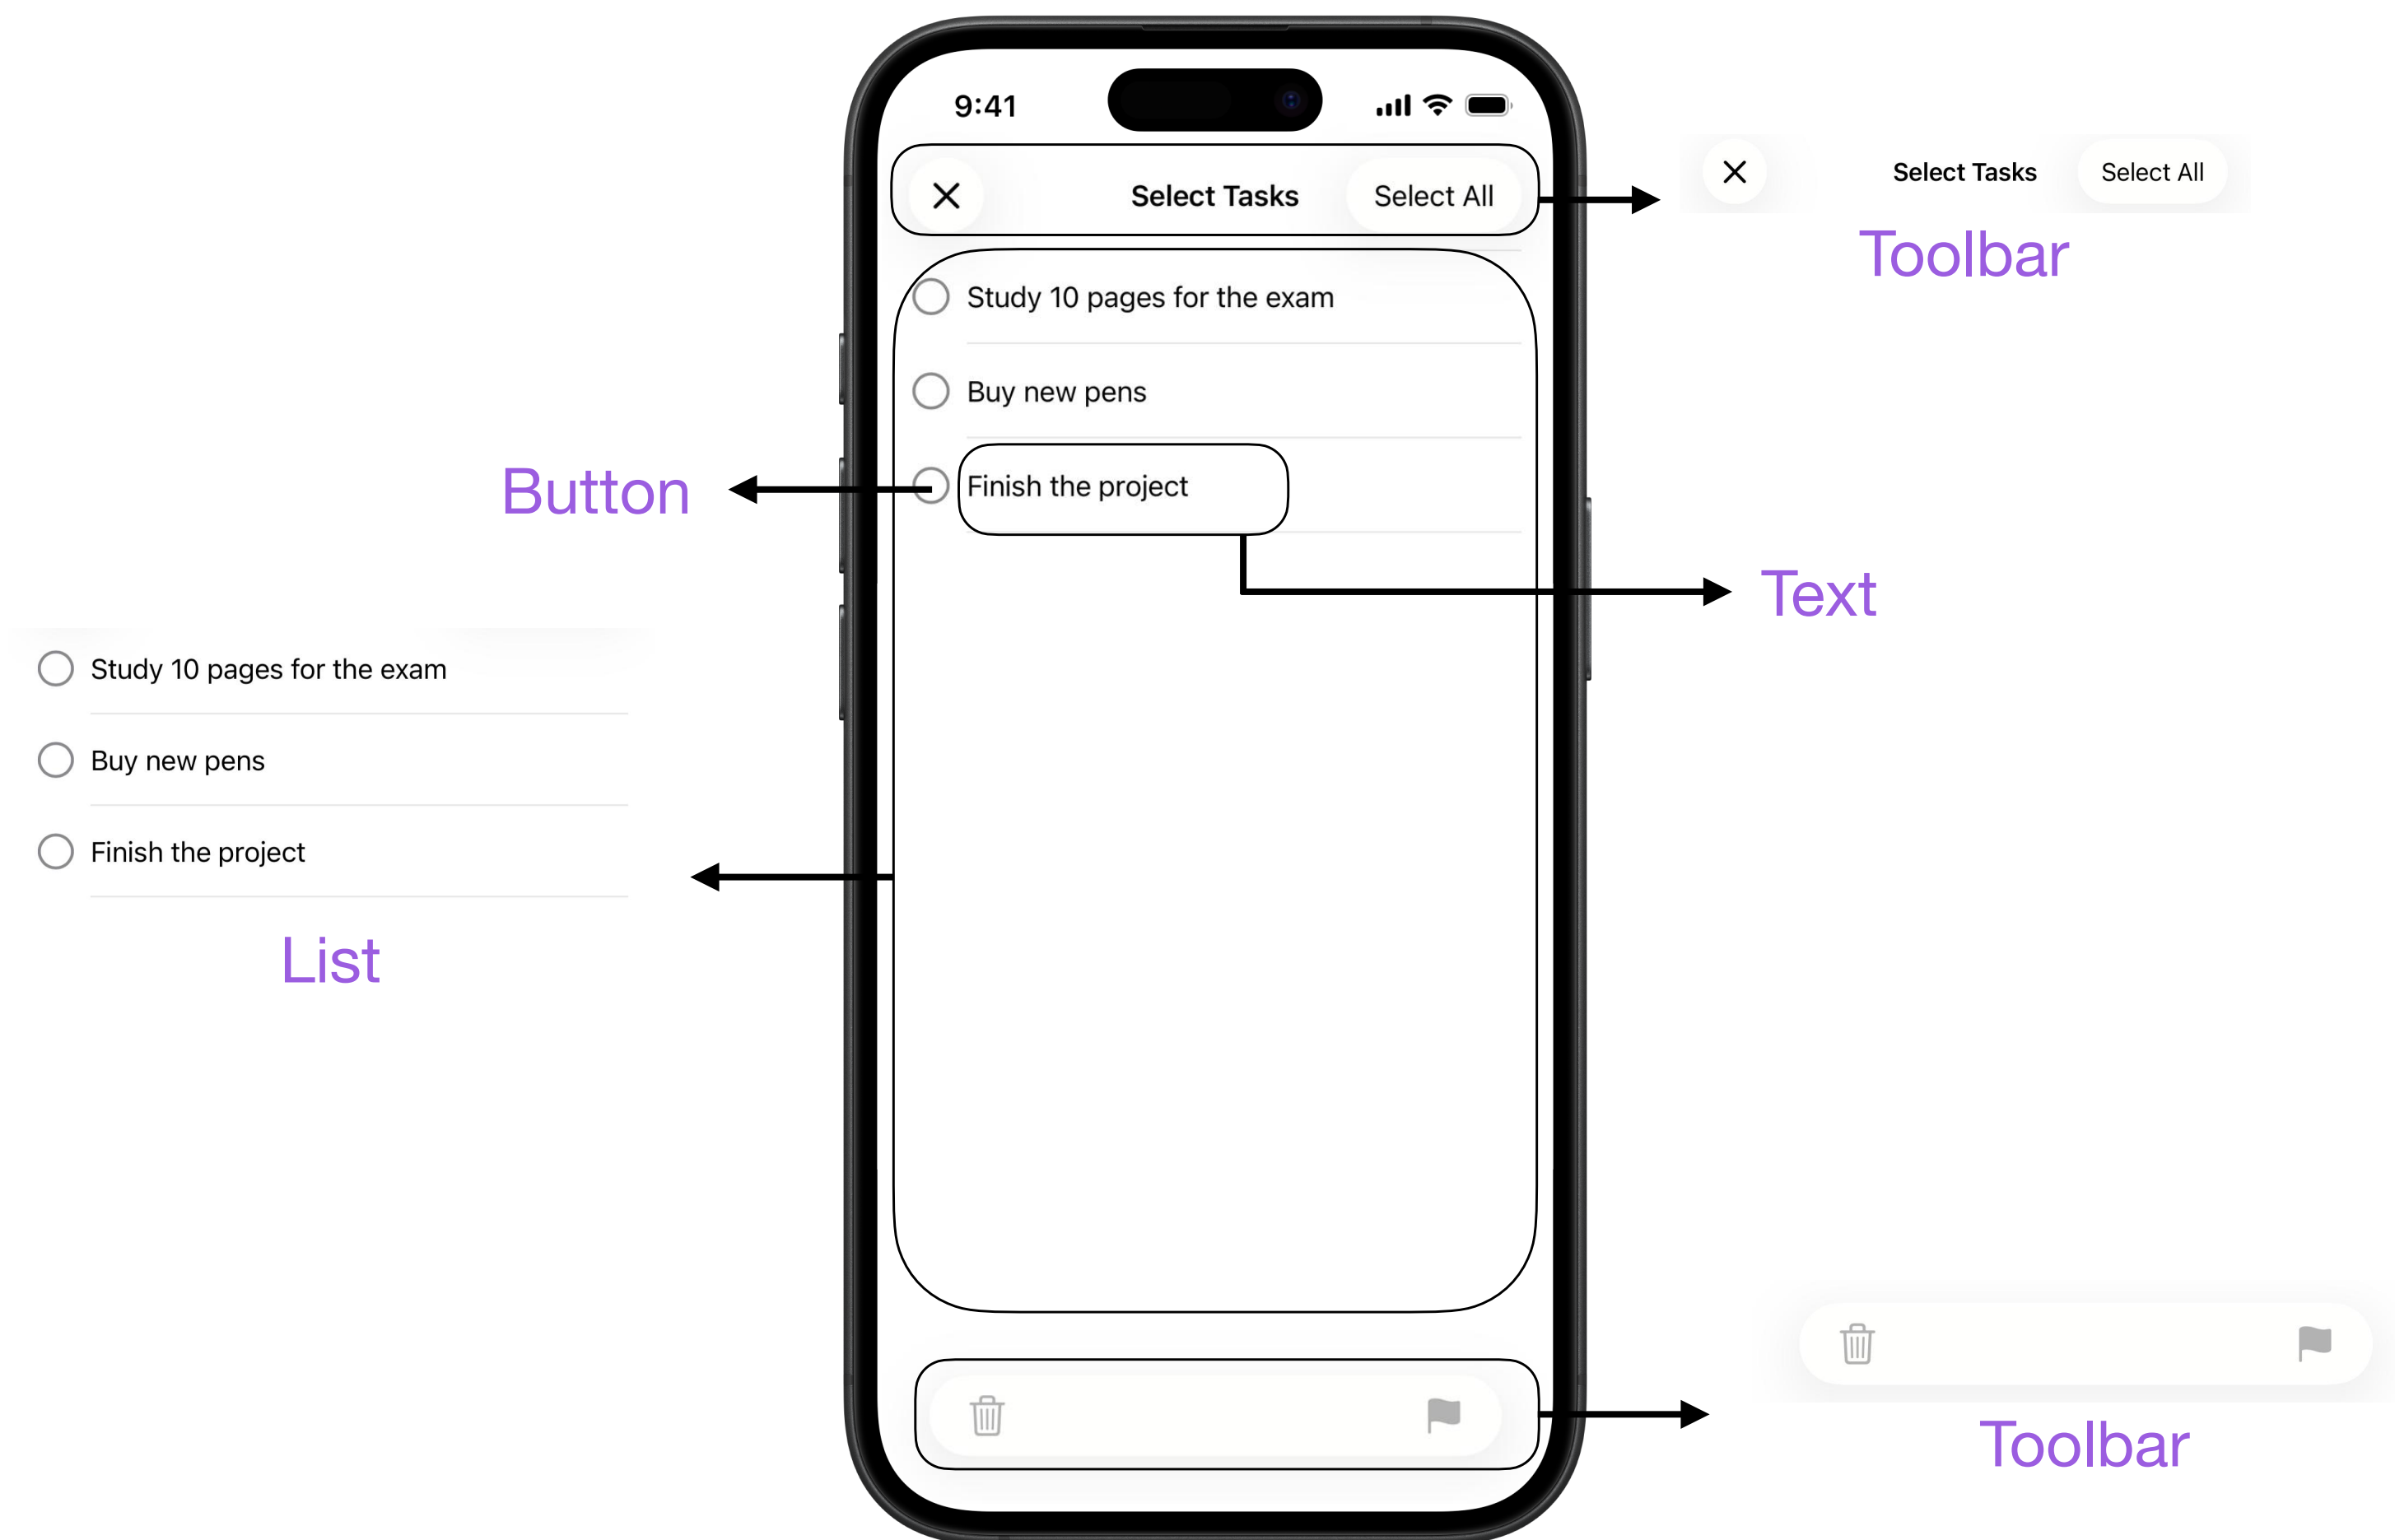 9:41
Select Tasks
Select All
Study 10 pages for the exam
Buy new pens
Finish the project
Select Tasks
Select All
Toolbar
Button
Text
Study 10 pages for the exam
Buy new pens
Finish the project
List
Toolbar